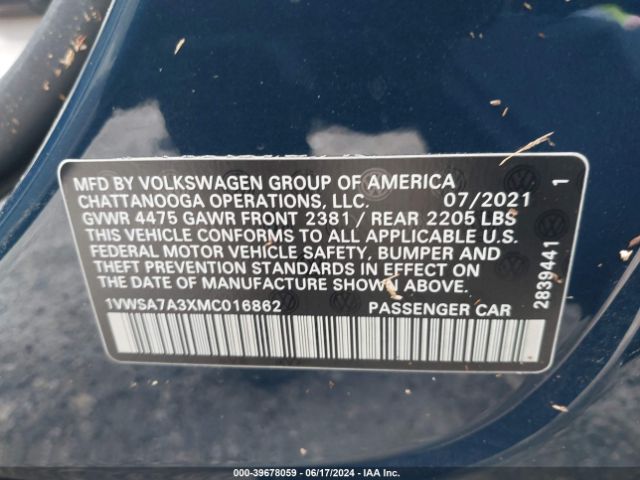 MFD BY VOLKSWAGEN GROUP OF AMERICA
CHATTANOOGA OPERATIONS, LLC. 07/2021
GVWR 4475 GAWR FRONT 2381 / REAR 2205 LBS
THIS VEHICLE CONFORMS TO ALL APPLICABLE U.S.
FEDERAL MOTOR VEHICLE SAFETY, BUMPER AND
THEFT PREVENTION STANDARDS IN EFFECT ON
THE DATE OF MANUFACTURE SHOWN ABOVE.
1VWSA7A3XMC016862 PASSENGER CAR
2839441 1
000-39678059 - 06/17/2024 - IAAI.COM